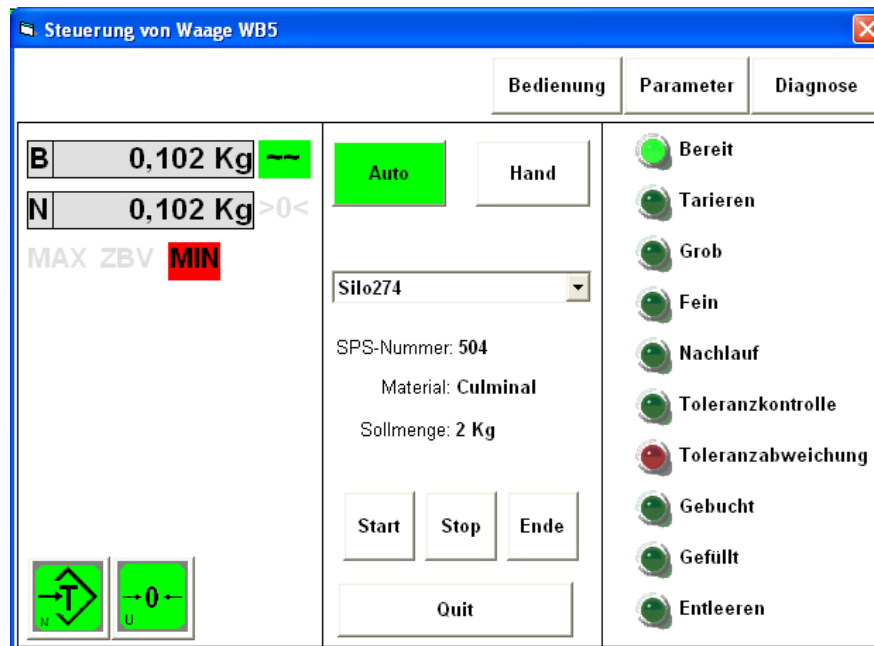 Steuerung von Waage WB5
Bedienung Parameter Diagnose
B 0,102 Kg ~~
N 0,102 Kg >0<
MAX ZBV MIN
Auto Hand
Silo274
SPS-Nummer: 504
Material: Culminal
Sollmenge: 2 Kg
Start Stop Ende
Quit
→T←
N
→0←
U
Bereit
Tarieren
Grob
Fein
Nachlauf
Toleranzkontrolle
Toleranzabweichung
Gebucht
Gefüllt
Entleeren